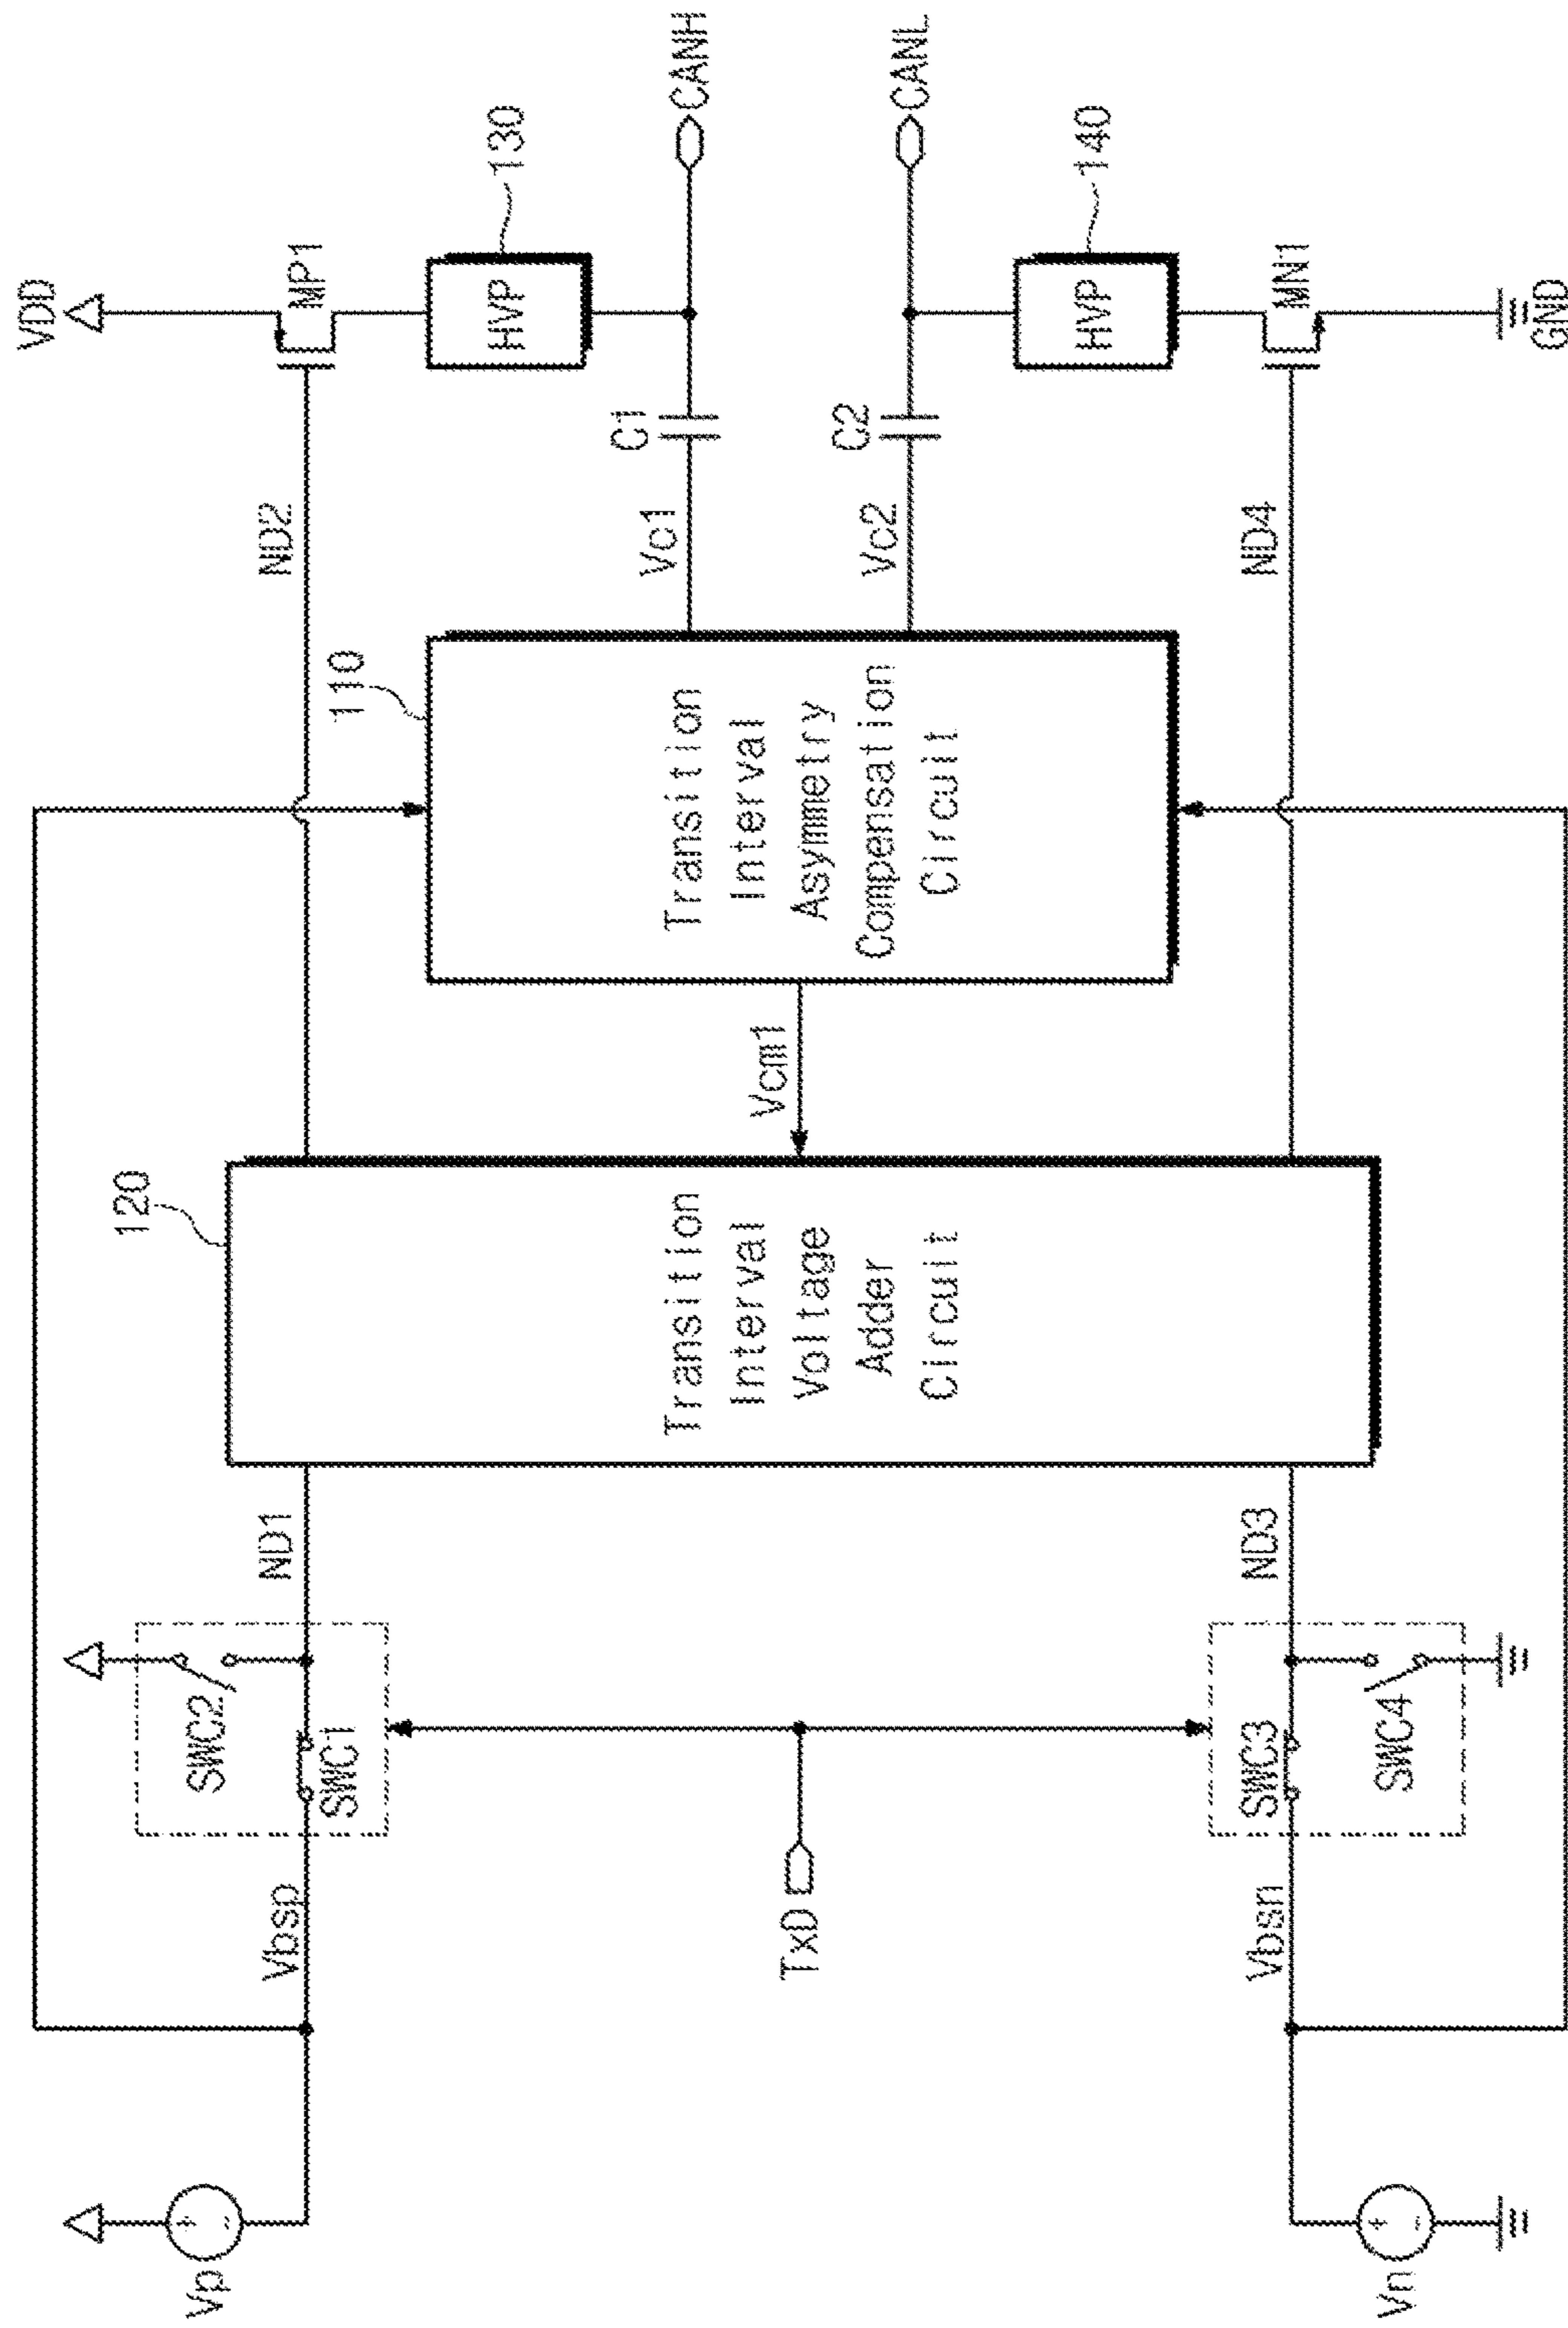 VDD
Vp
Vbsp
SWC2
SWC1
ND1
120
ND2
MP1
110
HVP
130
C1
Vc1
CANH
TxD
Transition
Interval
Voltage
Adder
Circuit
Vcm1
Transition
Interval
Asymmetry
Compensation
Circuit
C2
Vc2
CANL
HVP
140
Vn
Vbsn
SWC3
SWC4
ND3
ND4
MN1
GND